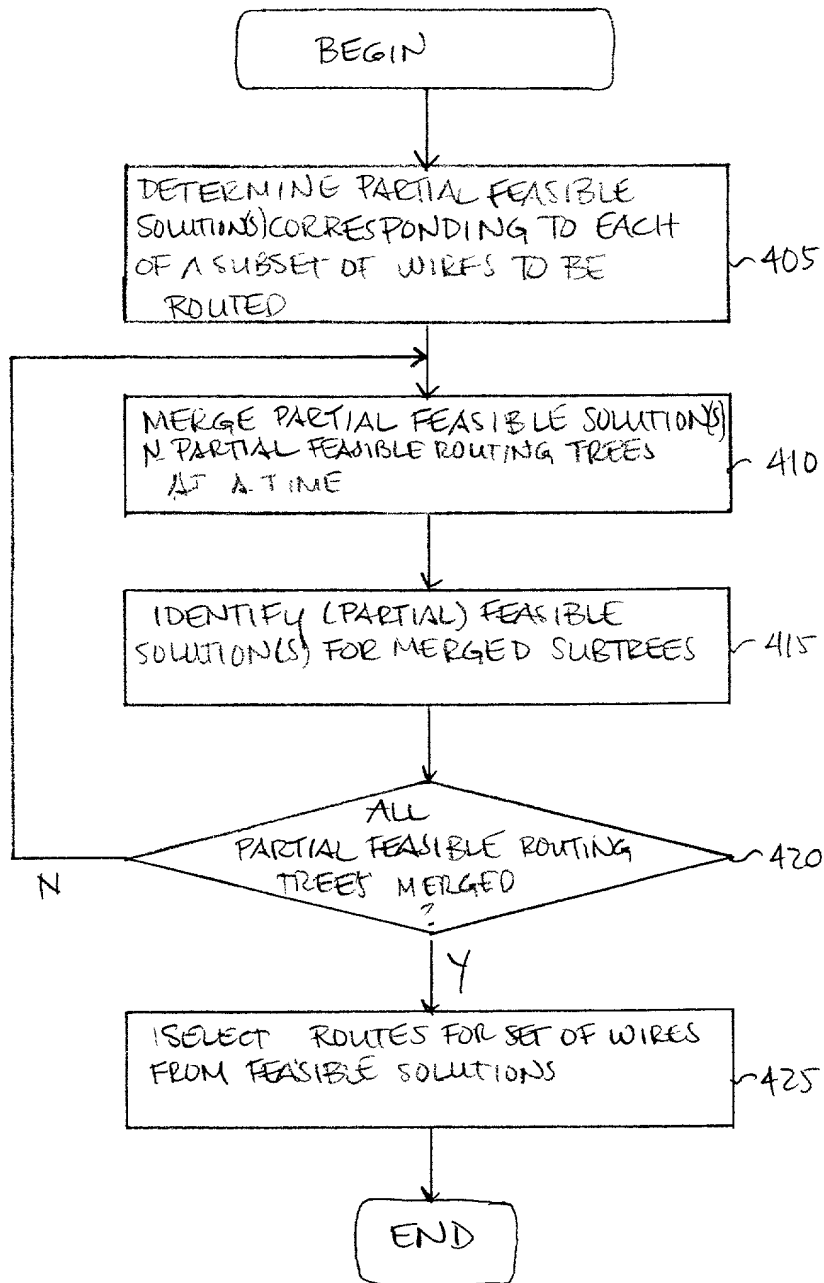 BEGIN
DETERMINE PARTIAL FEASIBLE
SOLUTION(S) CORRESPONDING TO EACH
OF A SUBSET OF WIRES TO BE
ROUTED
405
MERGE PARTIAL FEASIBLE SOLUTION(S)
N PARTIAL FEASIBLE ROUTING TREES
AT A TIME
410
IDENTIFY (PARTIAL) FEASIBLE
SOLUTION(S) FOR MERGED SUBTREES
415
ALL
PARTIAL FEASIBLE ROUTING
TREES MERGED
?
420
N
Y
SELECT ROUTES FOR SET OF WIRES
FROM FEASIBLE SOLUTIONS
425
END